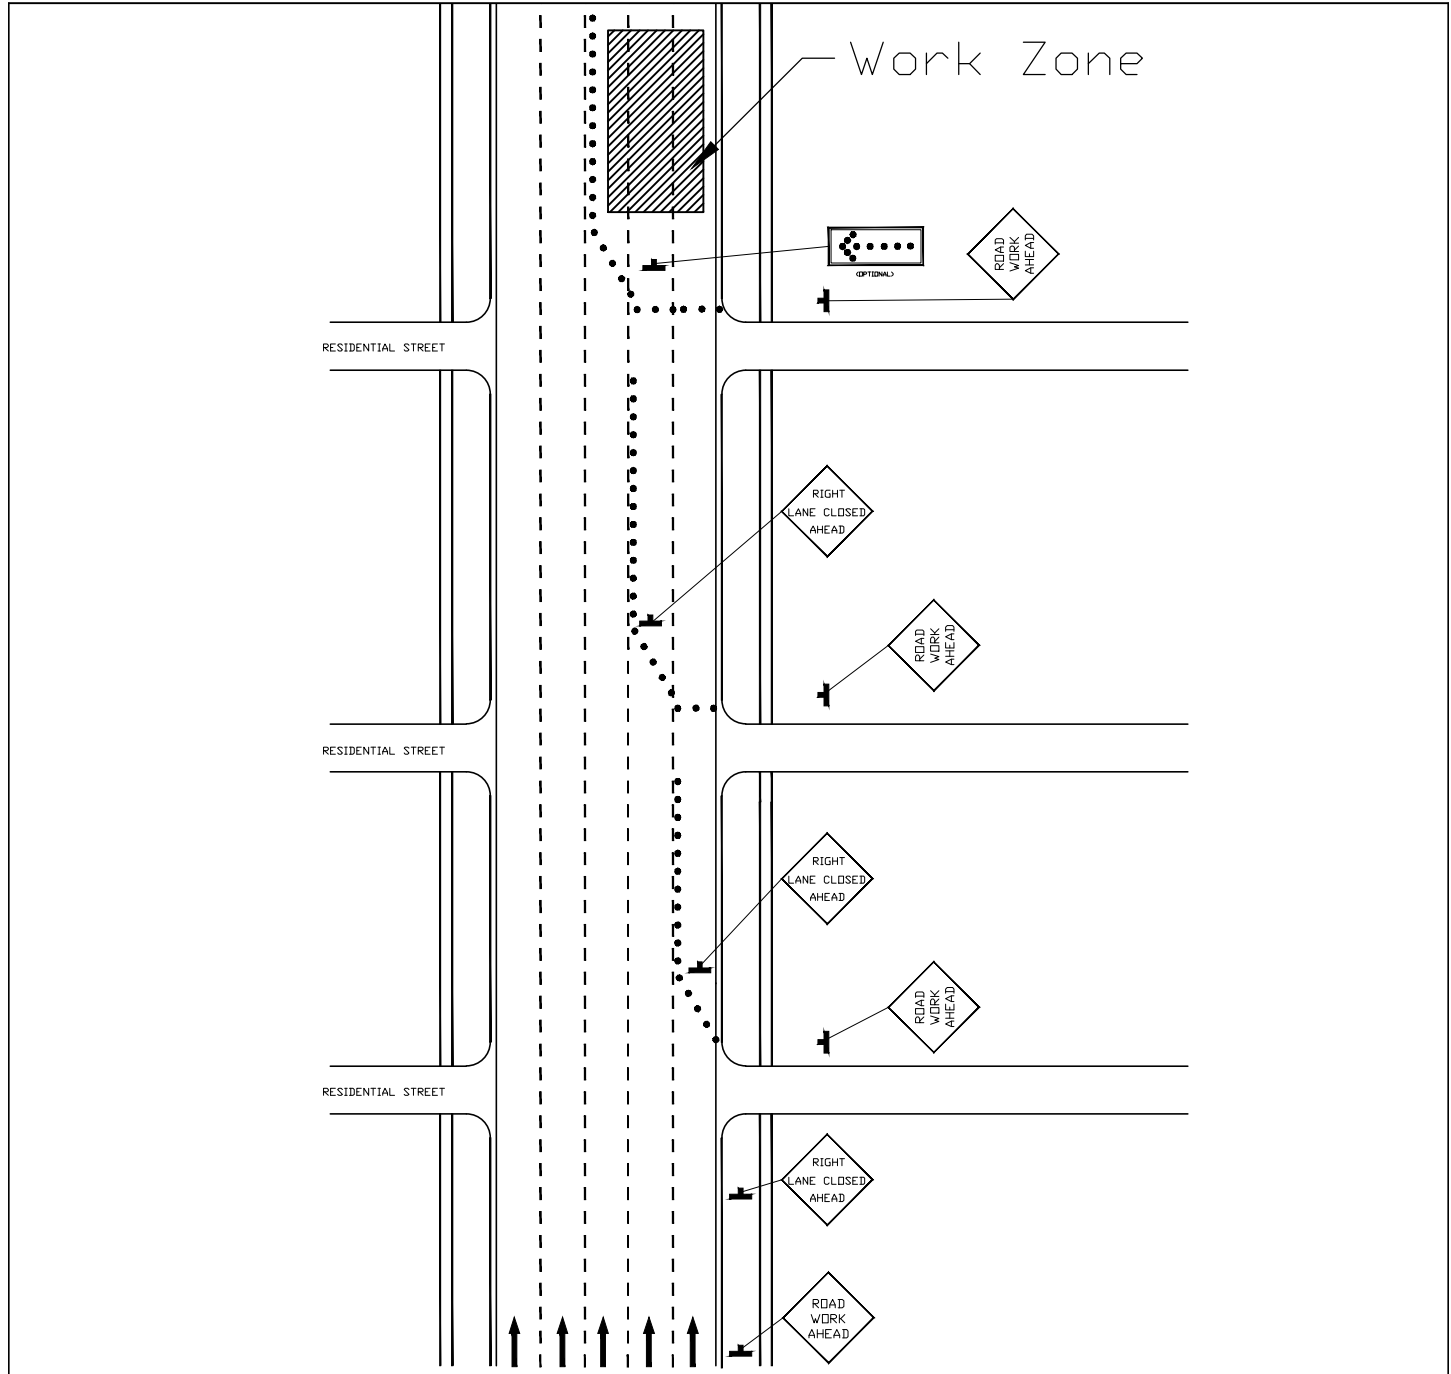 Work Zone
(OPTIONAL)
ROAD
WORK
AHEAD
RESIDENTIAL STREET
RIGHT
LANE CLOSED
AHEAD
ROAD
WORK
AHEAD
RESIDENTIAL STREET
RIGHT
LANE CLOSED
AHEAD
ROAD
WORK
AHEAD
RESIDENTIAL STREET
RIGHT
LANE CLOSED
AHEAD
ROAD
WORK
AHEAD